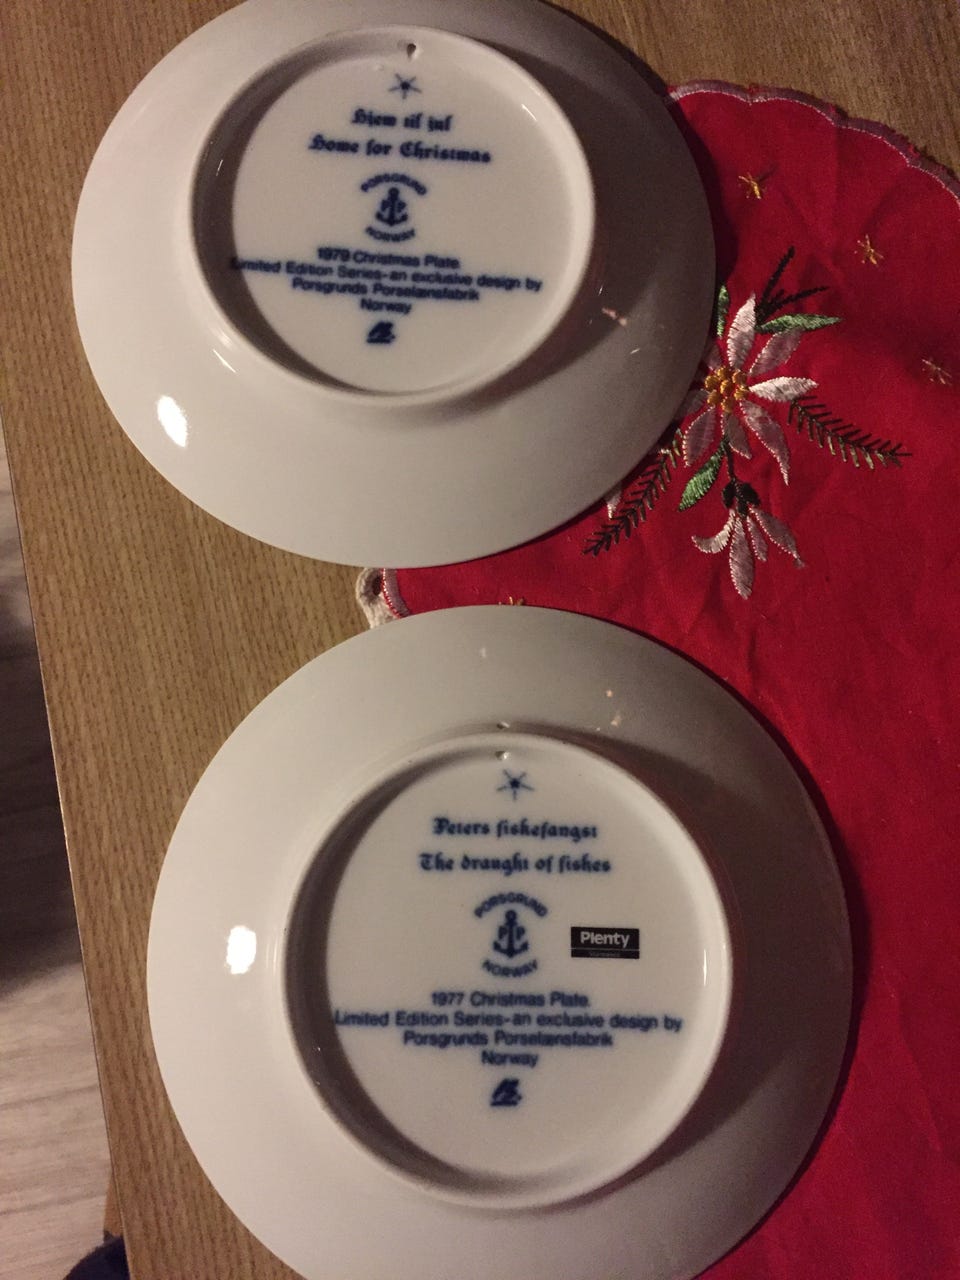 Hjem til jul
Home for Christmas
PORSGRUND
P P
NORWAY
1979 Christmas Plate.
Limited Edition Series-an exclusive design by
Porsgrunds Porselænsfabrik
Norway
Peters fiskefangst
The draught of fishes
PORSGRUND
P P
NORWAY
Plenty
1977 Christmas Plate.
Limited Edition Series-an exclusive design by
Porsgrunds Porselænsfabrik
Norway